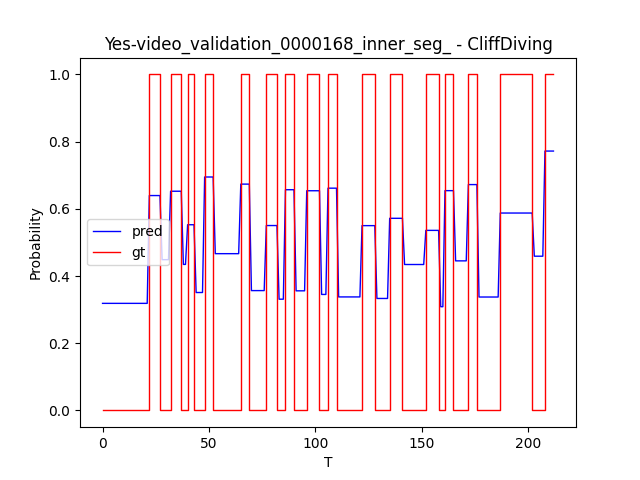 Yes-video_validation_0000168_inner_seg_ - CliffDiving
1.0
0.8
0.6
0.4
0.2
0.0
Probability
pred
gt
0
50
100
150
200
T